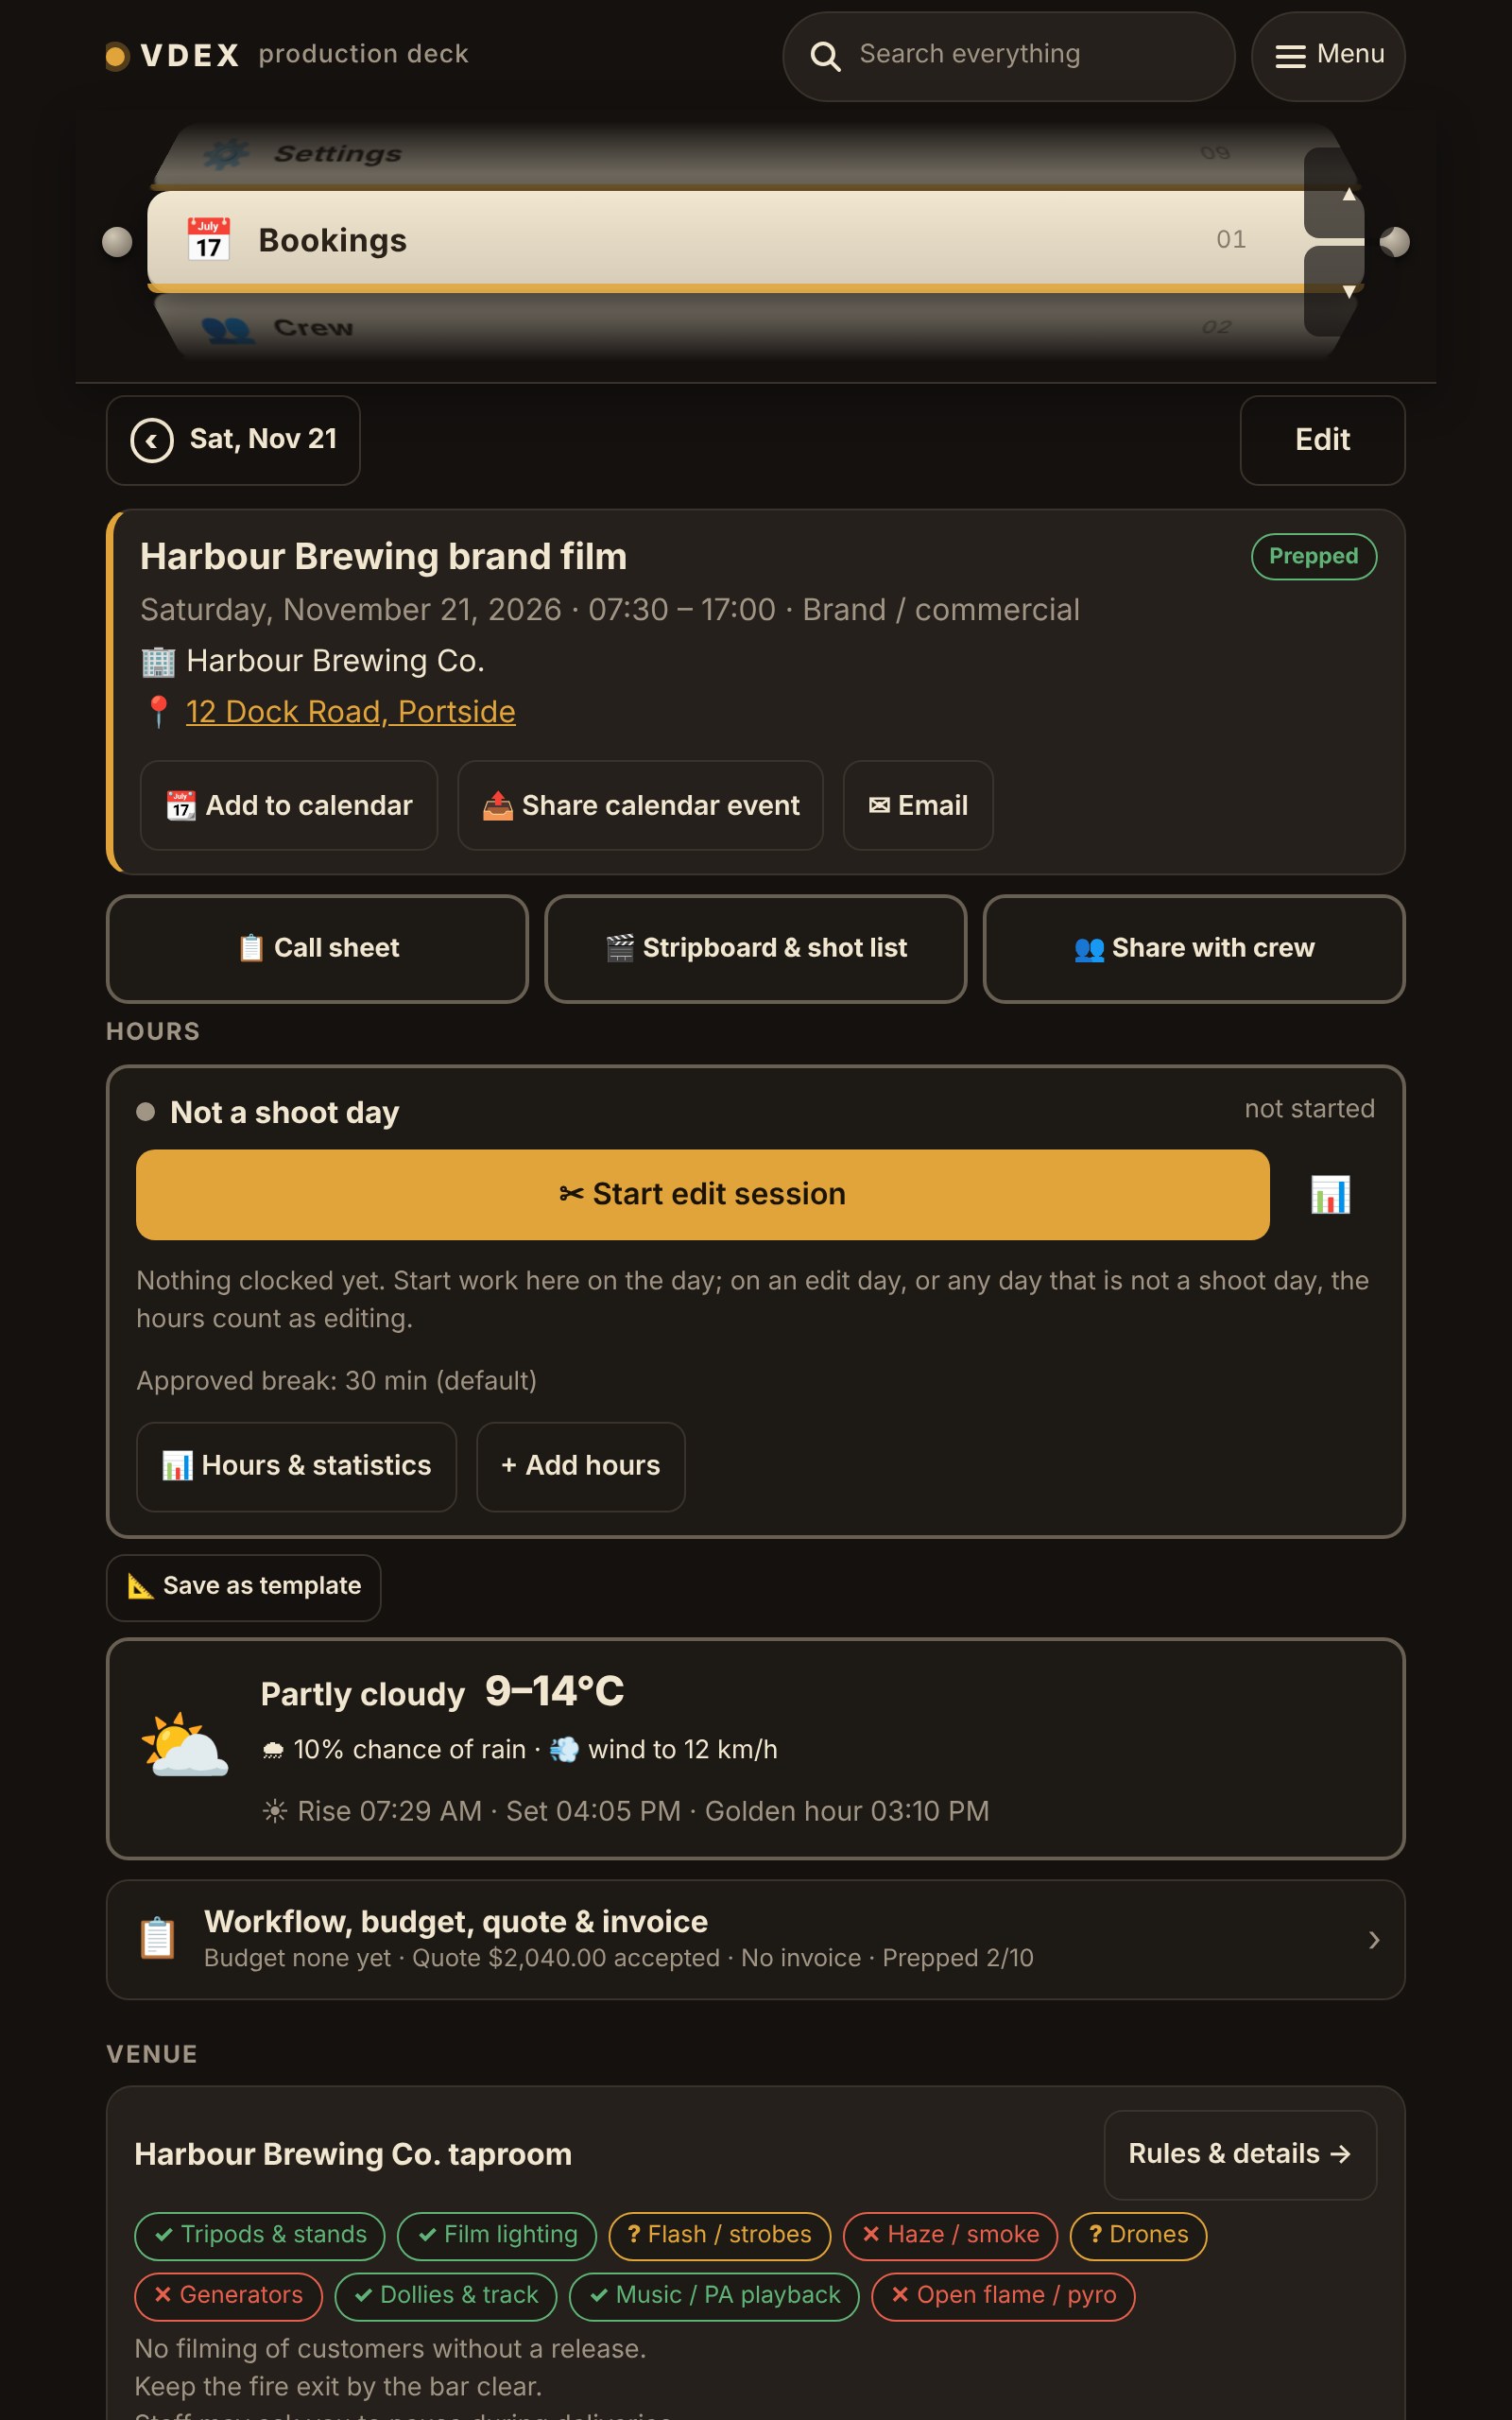 VDEX production deck
Search everything
Menu
Settings 09
Bookings 01
Crew 02
Sat, Nov 21
Edit
Harbour Brewing brand film
Prepped
Saturday, November 21, 2026 · 07:30 – 17:00 · Brand / commercial
Harbour Brewing Co.
12 Dock Road, Portside
Add to calendar
Share calendar event
Email
Call sheet
Stripboard & shot list
Share with crew
HOURS
Not a shoot day
not started
Start edit session
Nothing clocked yet. Start work here on the day; on an edit day, or any day that is not a shoot day, the
hours count as editing.
Approved break: 30 min (default)
Hours & statistics
+ Add hours
Save as template
Partly cloudy 9–14°C
10% chance of rain · wind to 12 km/h
Rise 07:29 AM · Set 04:05 PM · Golden hour 03:10 PM
Workflow, budget, quote & invoice
Budget none yet · Quote $2,040.00 accepted · No invoice · Prepped 2/10
VENUE
Harbour Brewing Co. taproom
Rules & details →
✓ Tripods & stands ✓ Film lighting ? Flash / strobes ✕ Haze / smoke ? Drones
✕ Generators ✓ Dollies & track ✓ Music / PA playback ✕ Open flame / pyro
No filming of customers without a release.
Keep the fire exit by the bar clear.